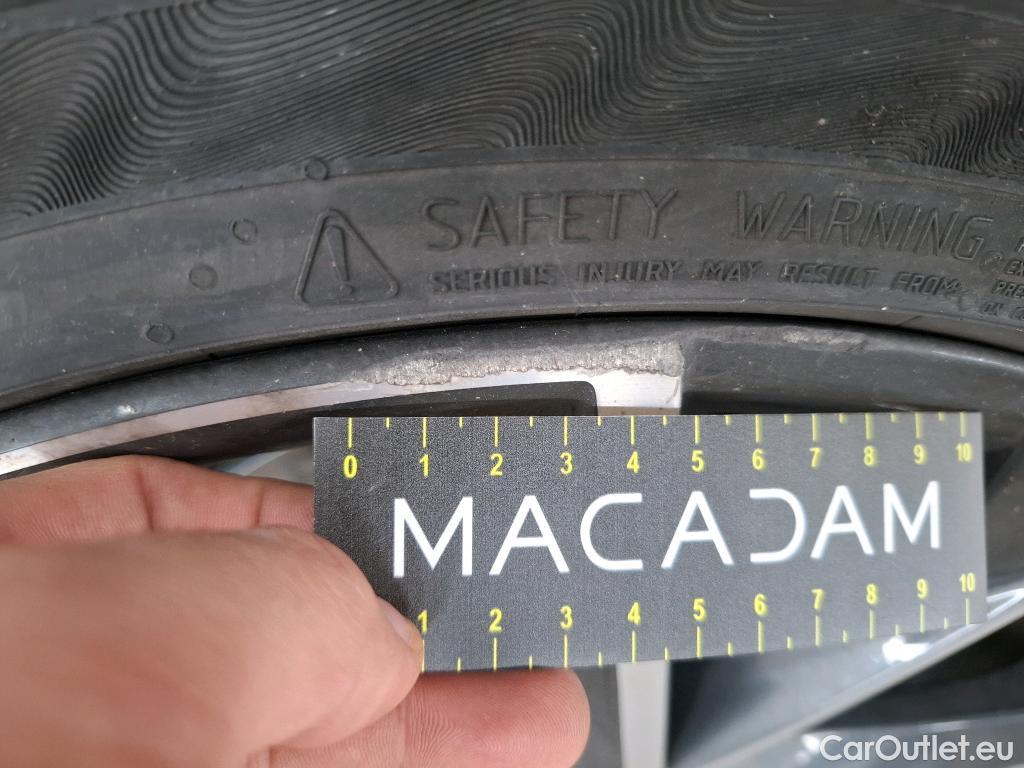 SAFETY WARNING
SERIOUS INJURY MAY RESULT FROM
0 1 2 3 4 5 6 7 8 9 10
MACADAM
1 2 3 4 5 6 7 8 9 10
CarOutlet.eu